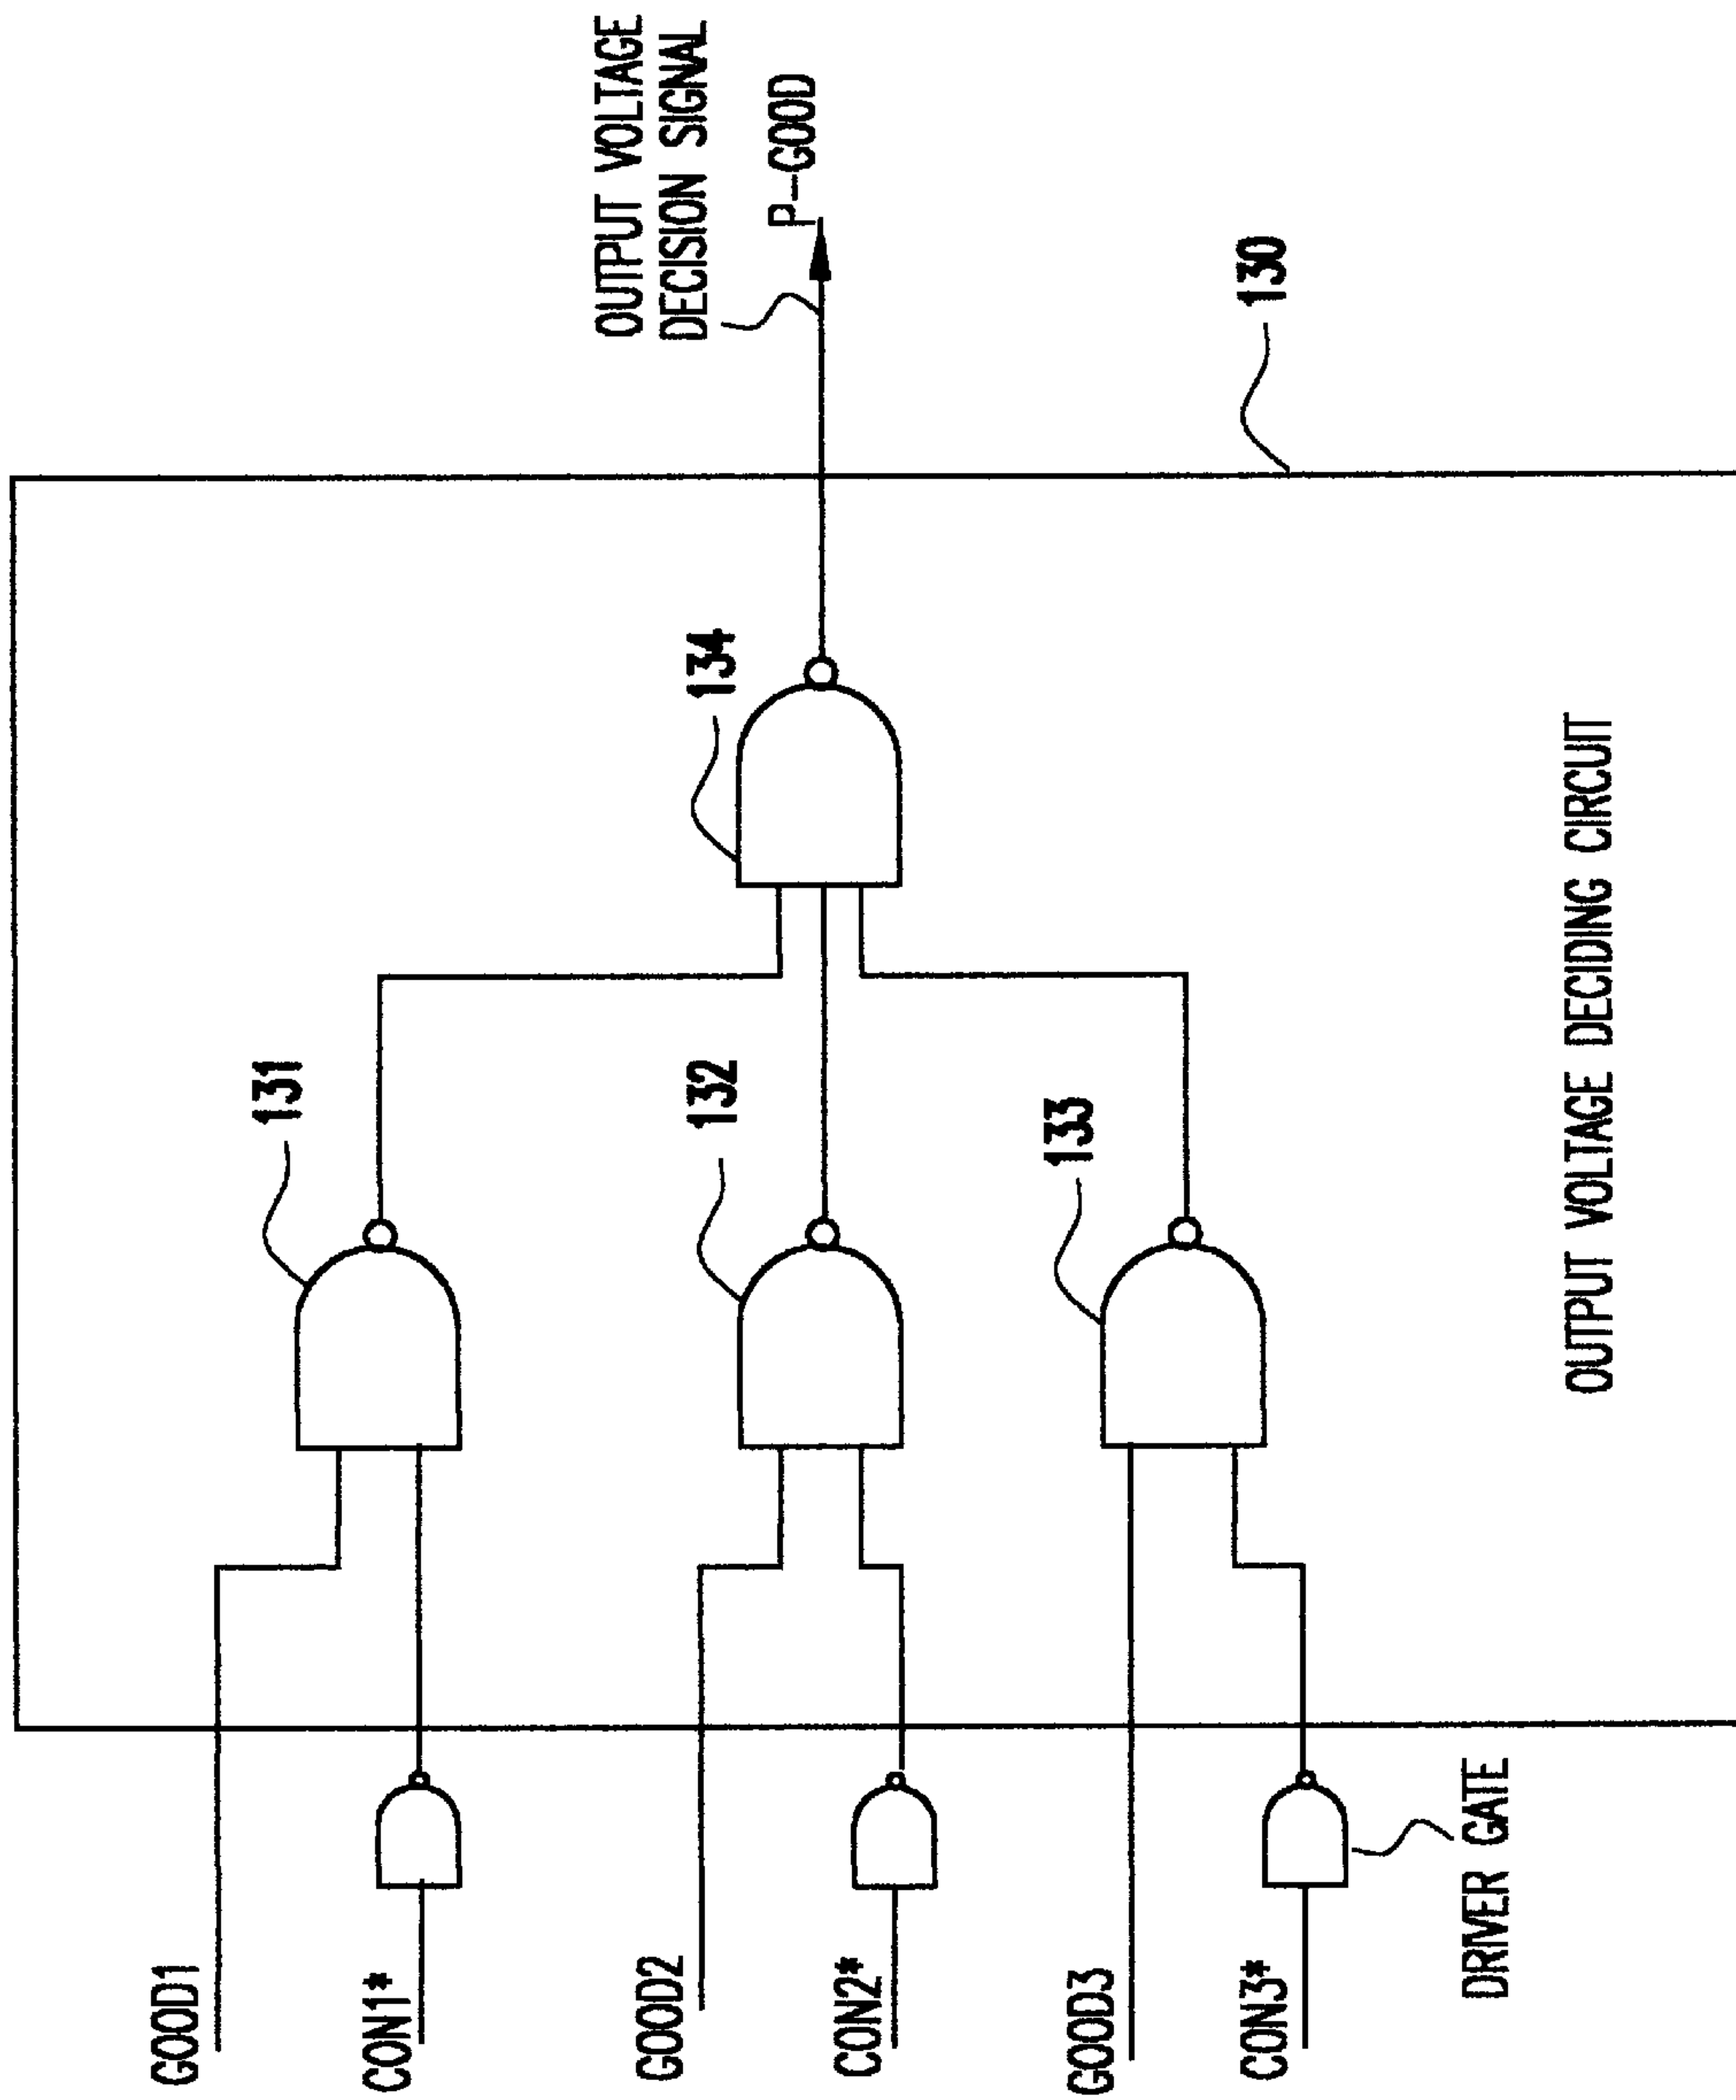 GOOD1
CON1*
GOOD2
CON2*
GOOD3
CON3*
DRIVER GATE
131
132
133
134
OUTPUT VOLTAGE
DECISION SIGNAL
P-GOOD
130
OUTPUT VOLTAGE DECIDING CIRCUIT